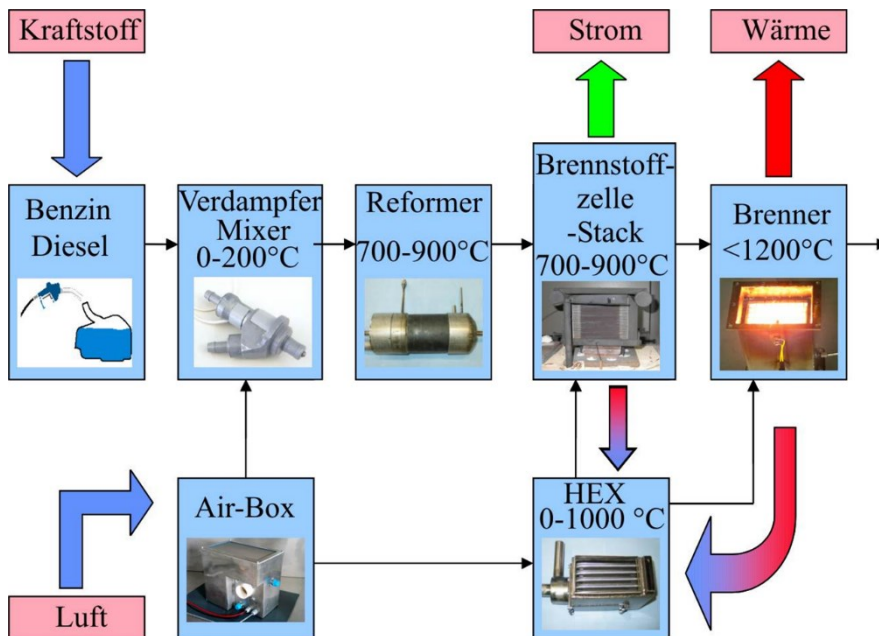 Kraftstoff
Strom
Wärme
Benzin
Diesel
Verdampfer
Mixer
0-200°C
Reformer
700-900°C
Brennstoff-
zelle
-Stack
700-900°C
Brenner
<1200°C
Air-Box
HEX
0-1000 °C
Luft